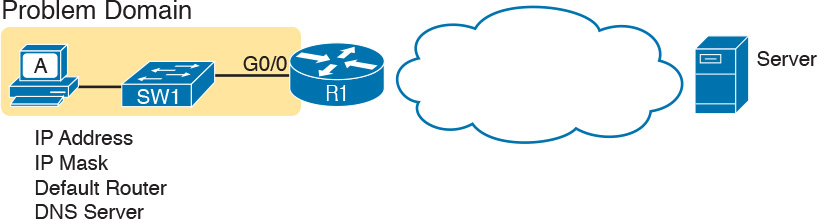 Problem Domain
A
SW1
G0/0
R1
Server
IP Address
IP Mask
Default Router
DNS Server